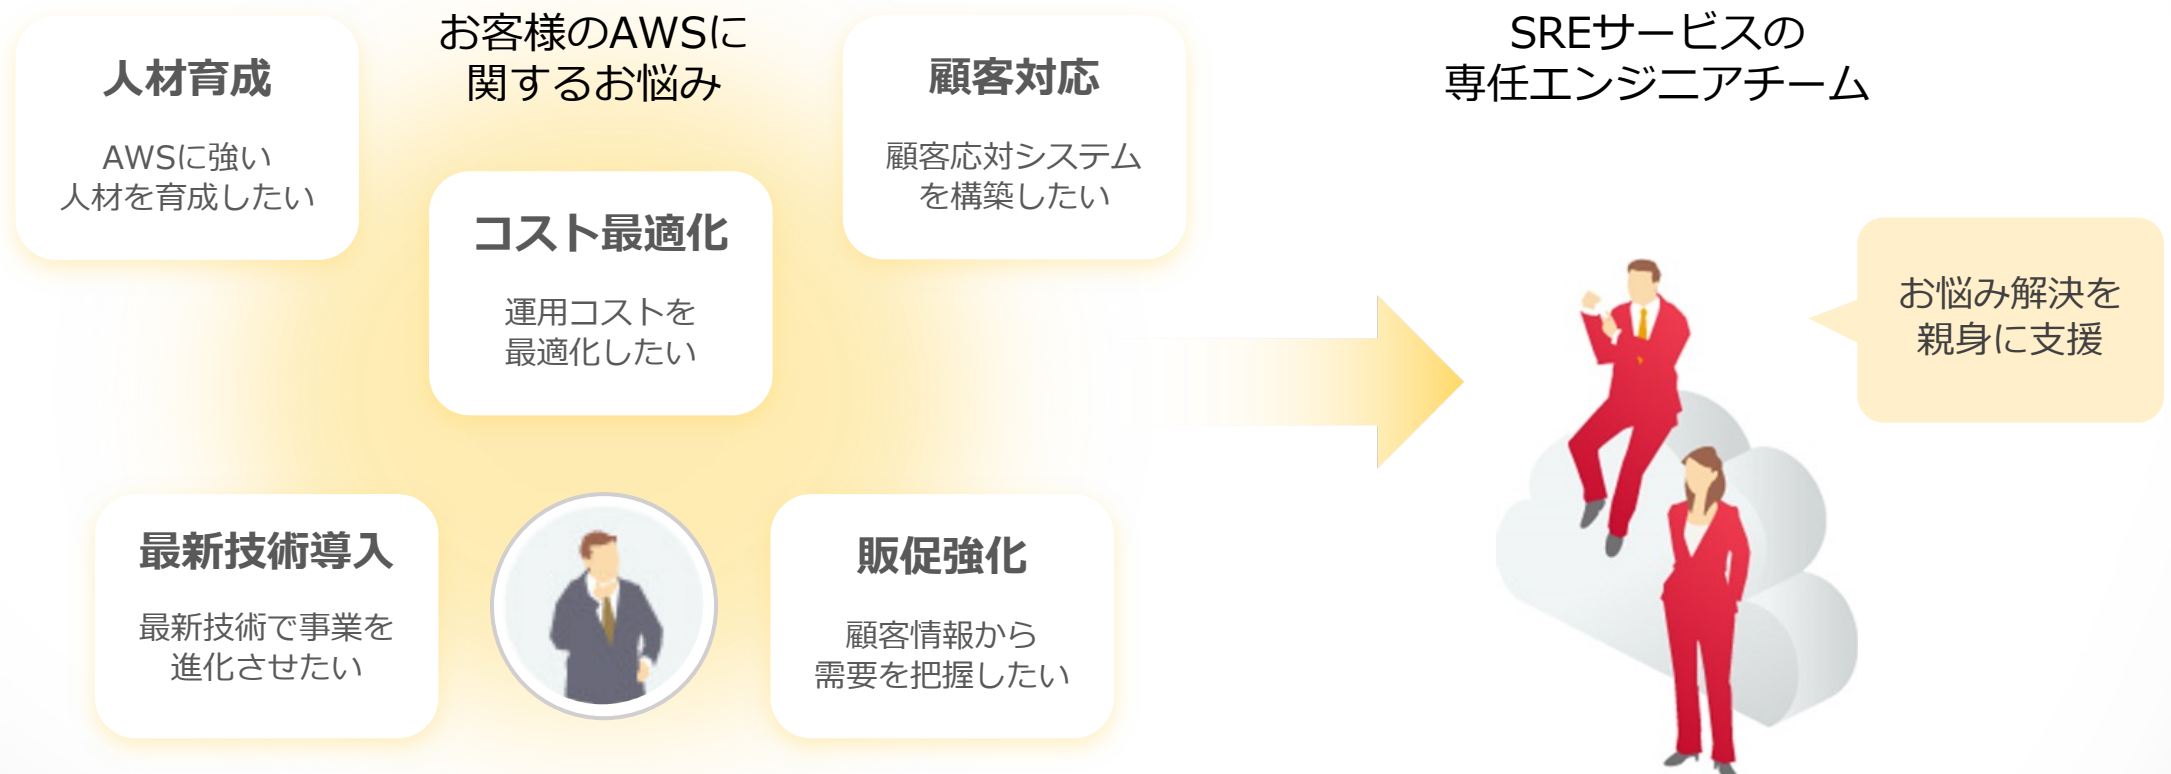 お客様のAWSに
関するお悩み
人材育成
AWSに強い
人材を育成したい
コスト最適化
運用コストを
最適化したい
顧客対応
顧客応対システム
を構築したい
最新技術導入
最新技術で事業を
進化させたい
販促強化
顧客情報から
需要を把握したい
SREサービスの
専任エンジニアチーム
お悩み解決を
親身に支援